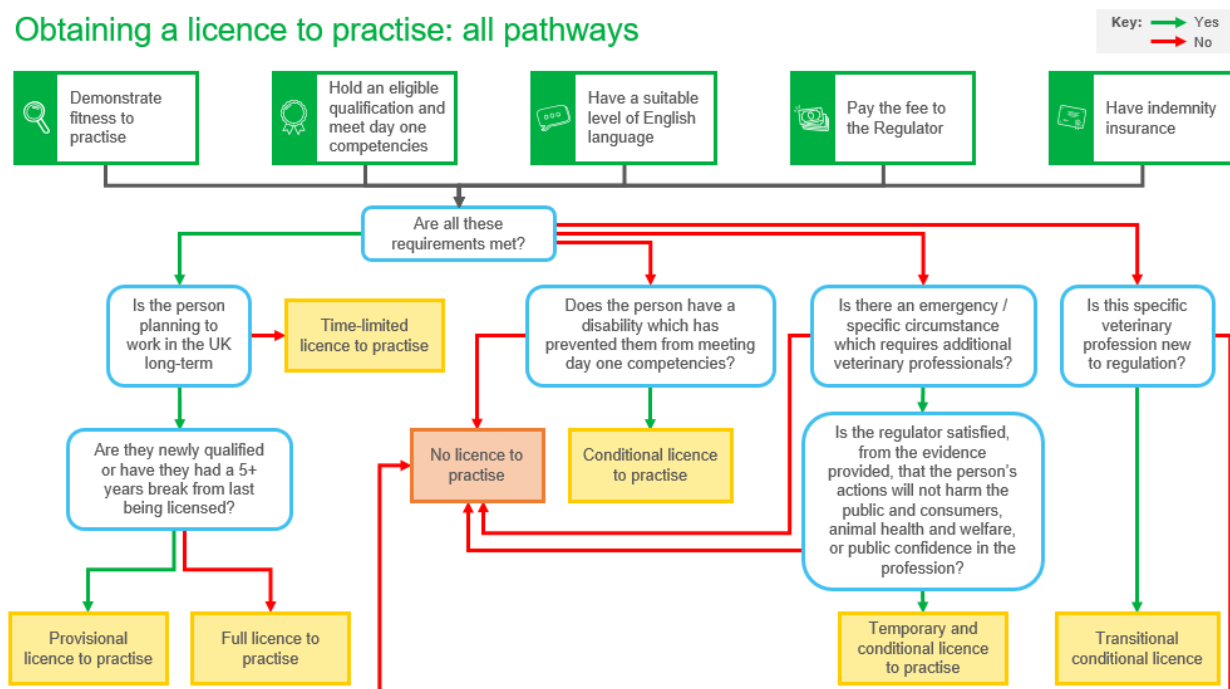 Obtaining a licence to practise: all pathways
Key: Yes
No
Demonstrate
fitness to
practise
Hold an eligible
qualification and
meet day one
competencies
Have a suitable
level of English
language
Pay the fee to
the Regulator
Have indemnity
insurance
Are all these
requirements met?
Is the person
planning to
work in the UK
long-term
Time-limited
licence to practise
Does the person have a
disability which has
prevented them from meeting
day one competencies?
Is there an emergency /
specific circumstance
which requires additional
veterinary professionals?
Is this specific
veterinary
profession new
to regulation?
Are they newly qualified
or have they had a 5+
years break from last
being licensed?
No licence to
practise
Conditional licence
to practise
Is the regulator satisfied,
from the evidence
provided, that the person's
actions will not harm the
public and consumers,
animal health and welfare,
or public confidence in the
profession?
Provisional
licence to practise
Full licence to
practise
Temporary and
conditional licence
to practise
Transitional
conditional licence